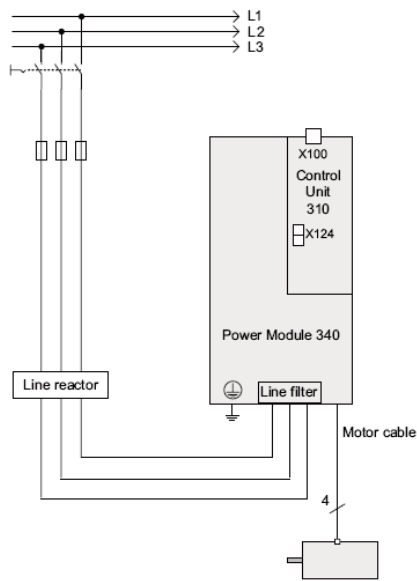 L1
L2
L3
X100
Control
Unit
310
X124
Power Module 340
Line reactor
Line filter
Motor cable
4